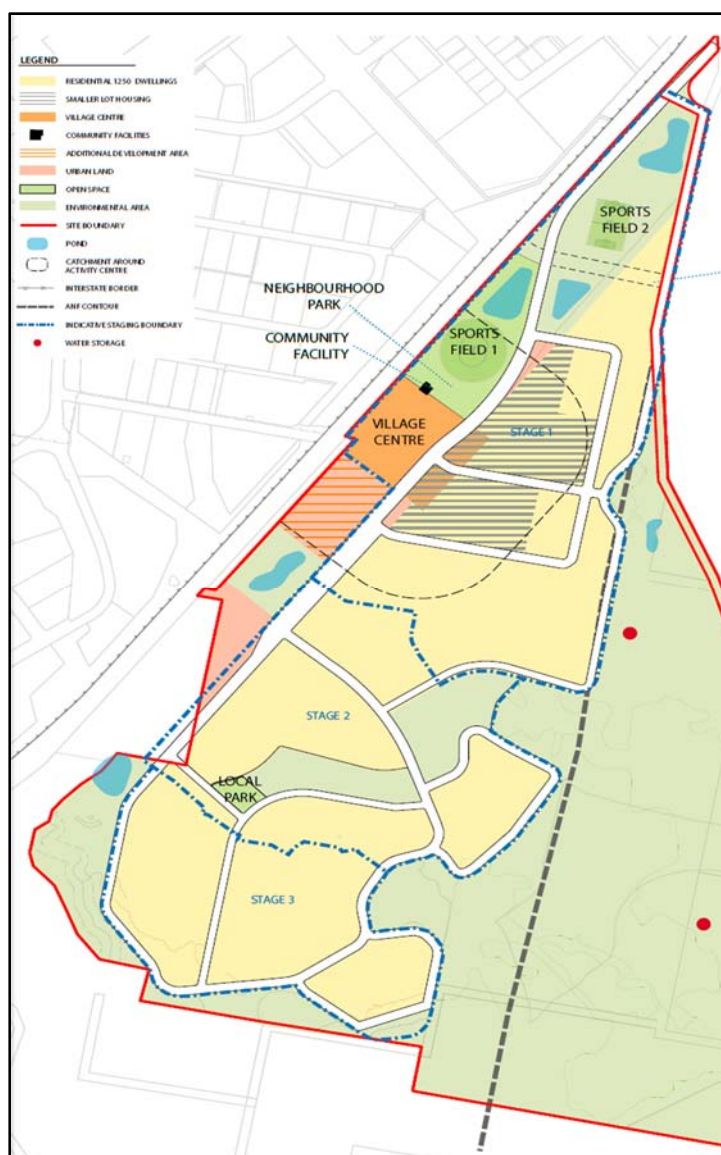 LEGEND
RESIDENTIAL 1250 DWELLINGS
SMALLER LOT HOUSING
VILLAGE CENTRE
COMMUNITY FACILITIES
ADDITIONAL DEVELOPMENT AREA
URBAN LAND
OPEN SPACE
ENVIRONMENTAL AREA
SITE BOUNDARY
POND
CATCHMENT AROUND
ACTIVITY CENTRE
INTERSTATE BORDER
ANEF CONTOUR
INDICATIVE STAGING BOUNDARY
WATER STORAGE
SPORTS
FIELD 2
NEIGHBOURHOOD
PARK
COMMUNITY
FACILITY
SPORTS
FIELD 1
VILLAGE
CENTRE
STAGE 1
STAGE 2
LOCAL
PARK
STAGE 3